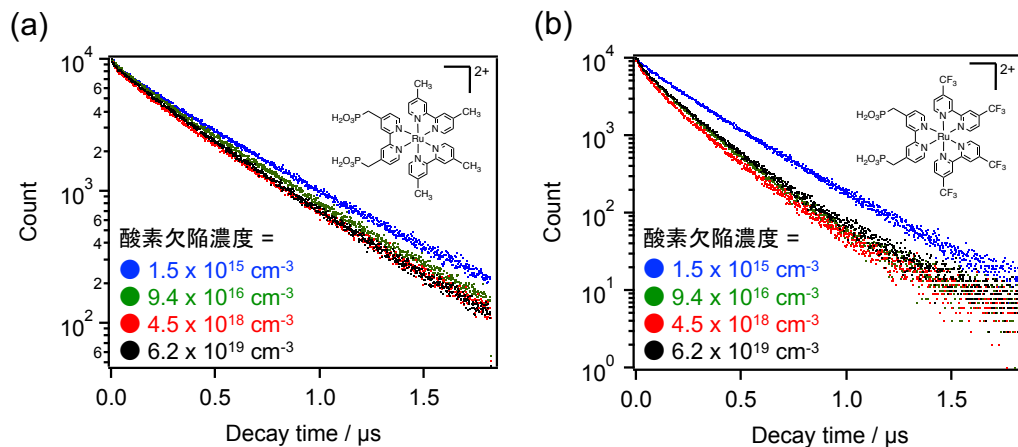 (a)
10⁴
6
4
2
10³
6
4
2
10²
6
Count
0.0
0.5
1.0
1.5
Decay time / µs
2+
CH₃
CH₃
CH₃
CH₃
H₂O₃P
H₂O₃P
N
N
N
N
N
N
Ru
酸素欠陥濃度 =
1.5 x 10¹⁵ cm⁻³
9.4 x 10¹⁶ cm⁻³
4.5 x 10¹⁸ cm⁻³
6.2 x 10¹⁹ cm⁻³
(b)
10⁴
10³
10²
10¹
10⁰
Count
0.0
0.5
1.0
1.5
Decay time / µs
2+
CF₃
CF₃
CF₃
CF₃
H₂O₃P
H₂O₃P
N
N
N
N
N
N
Ru
酸素欠陥濃度 =
1.5 x 10¹⁵ cm⁻³
9.4 x 10¹⁶ cm⁻³
4.5 x 10¹⁸ cm⁻³
6.2 x 10¹⁹ cm⁻³